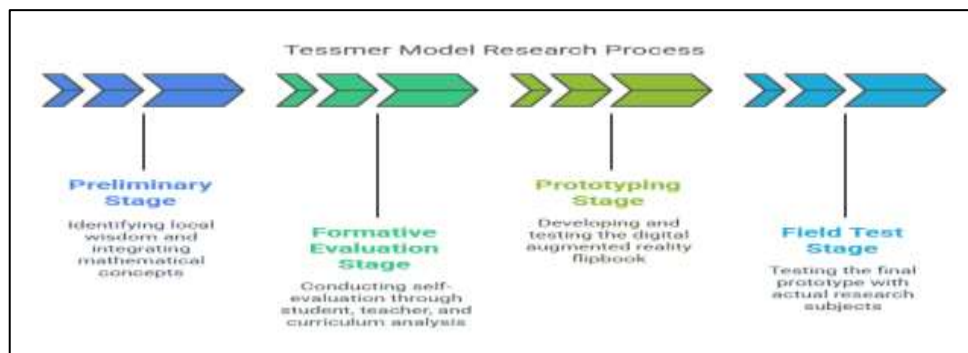 Tessmer Model Research Process
Preliminary
Stage
Identifying local
wisdom and
integrating
mathematical
concepts
Formative
Evaluation
Stage
Conducting self-
evaluation through
student, teacher, and
curriculum analysis
Prototyping
Stage
Developing and
testing the digital
augmented reality
flipbook
Field Test
Stage
Testing the final
prototype with
actual research
subjects